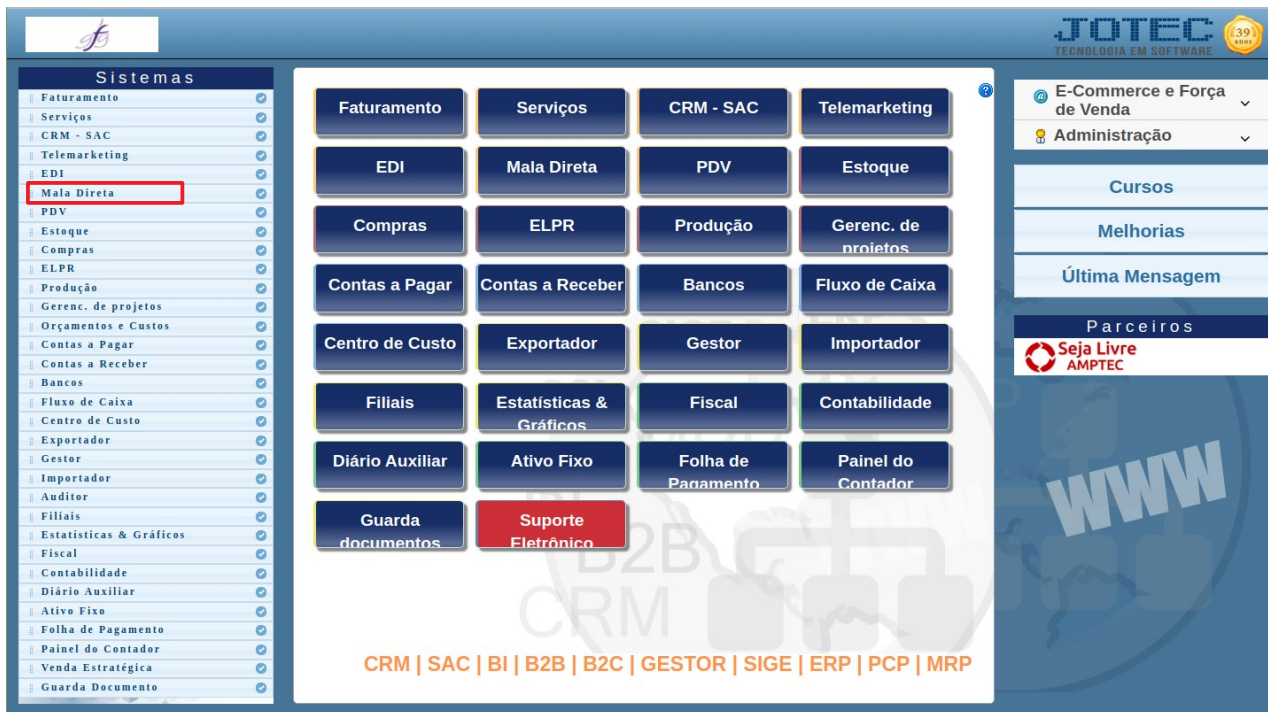 JOTEC
39
anos
TECNOLOGIA EM SOFTWARE
Sistemas
Faturamento
Serviços
CRM - SAC
Telemarketing
EDI
Mala Direta
PDV
Estoque
Compras
ELPR
Produção
Gerenc. de projetos
Orçamentos e Custos
Contas a Pagar
Contas a Receber
Bancos
Fluxo de Caixa
Centro de Custo
Exportador
Gestor
Importador
Auditor
Filiais
Estatísticas & Gráficos
Fiscal
Contabilidade
Diário Auxiliar
Ativo Fixo
Folha de Pagamento
Painel do Contador
Venda Estratégica
Guarda Documento
Faturamento
Serviços
CRM - SAC
Telemarketing
EDI
Mala Direta
PDV
Estoque
Compras
ELPR
Produção
Gerenc. de
projetos
Contas a Pagar
Contas a Receber
Bancos
Fluxo de Caixa
Centro de Custo
Exportador
Gestor
Importador
Filiais
Estatísticas &
Gráficos
Fiscal
Contabilidade
Diário Auxiliar
Ativo Fixo
Folha de
Pagamento
Painel do
Contador
Guarda
documentos
Suporte
Eletrônico
B2B
CRM
CRM | SAC | BI | B2B | B2C | GESTOR | SIGE | ERP | PCP | MRP
E-Commerce e Força
de Venda
Administração
Cursos
Melhorias
Última Mensagem
Parceiros
Seja Livre
AMPTEC
WWW